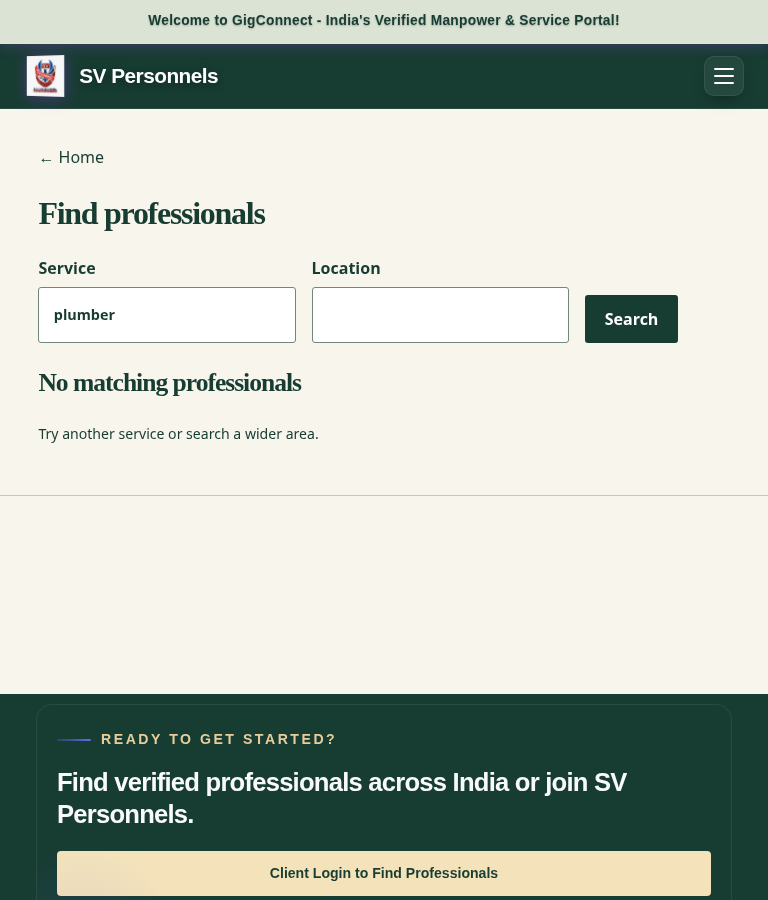 Welcome to GigConnect - India's Verified Manpower & Service Portal!
SV Personnels
← Home
Find professionals
Service
Location
plumber
Search
No matching professionals
Try another service or search a wider area.
READY TO GET STARTED?
Find verified professionals across India or join SV
Personnels.
Client Login to Find Professionals